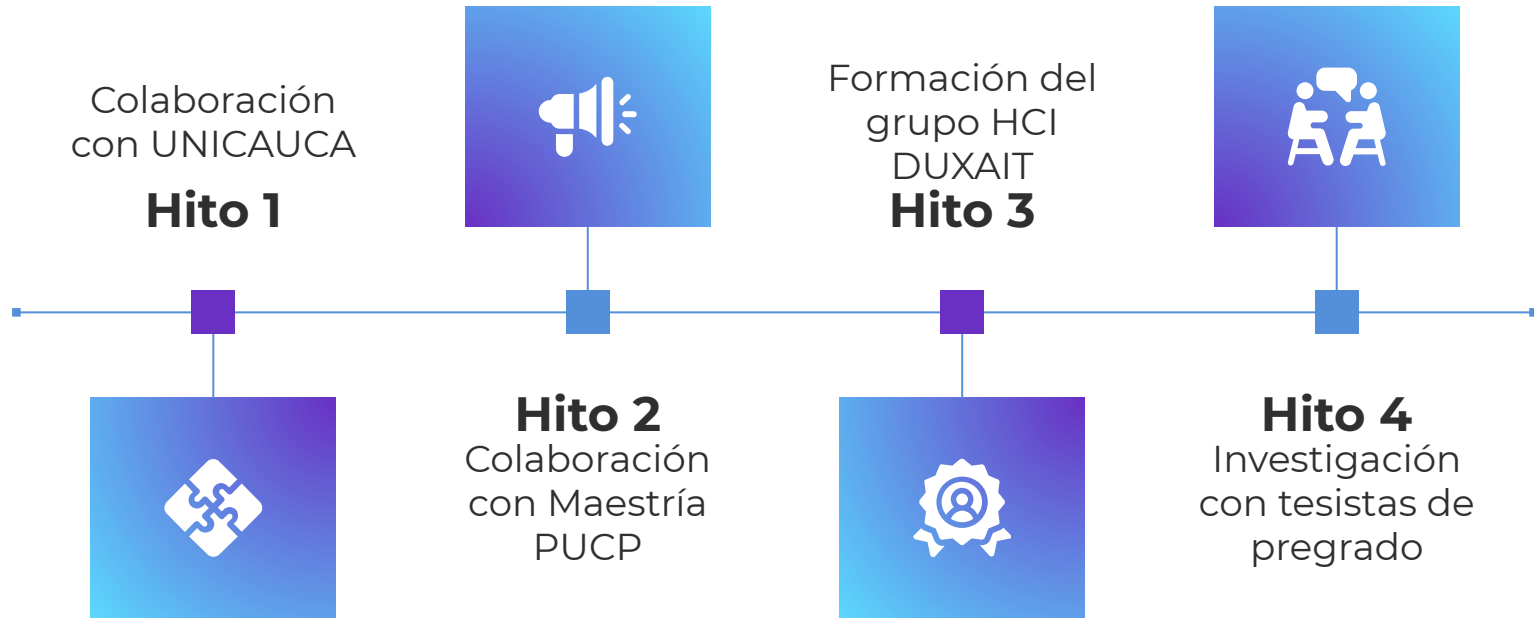 Colaboración
con UNICAUCA
Hito 1
Hito 2
Colaboración
con Maestría
PUCP
Formación del
grupo HCI
DUXAIT
Hito 3
Hito 4
Investigación
con tesistas de
pregrado